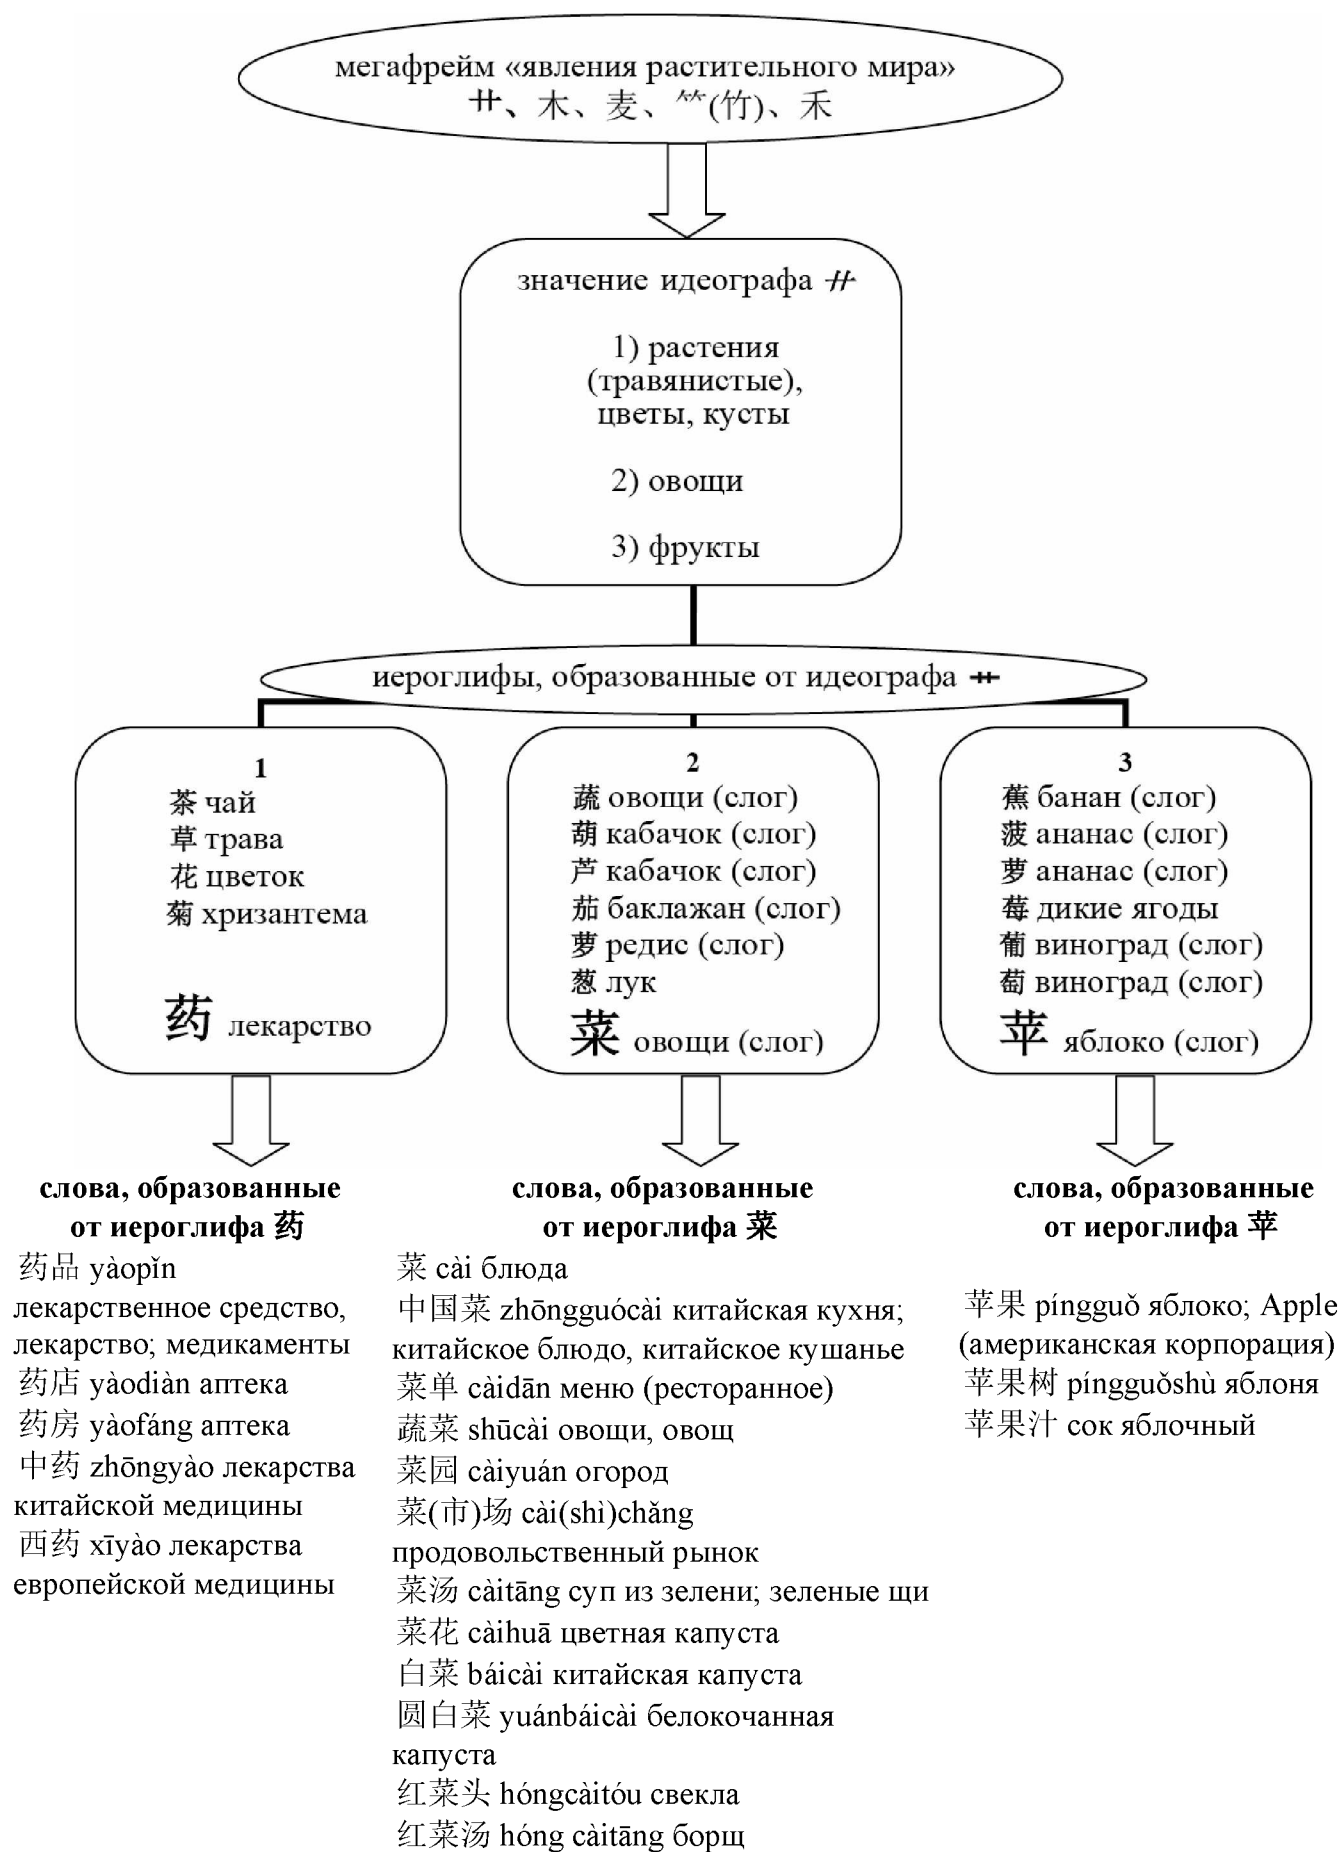 мегафрейм «явления растительного мира»
艹、木、麦、⺮(竹)、禾
значение идеографа 艹
1) растения
(травянистые),
цветы, кусты
2) овощи
3) фрукты
иероглифы, образованные от идеографа 艹
1
茶 чай
草 трава
花 цветок
菊 хризантема
药 лекарство
2
蔬 овощи (слог)
葫 кабачок (слог)
芦 кабачок (слог)
茄 баклажан (слог)
萝 редис (слог)
葱 лук
菜 овощи (слог)
3
蕉 банан (слог)
菠 ананас (слог)
萝 ананас (слог)
莓 дикие ягоды
葡 виноград (слог)
萄 виноград (слог)
苹 яблоко (слог)
слова, образованные
от иероглифа 药
药品 yàopǐn
лекарственное средство,
лекарство; медикаменты
药店 yàodiàn аптека
药房 yàofáng аптека
中药 zhōngyào лекарства
китайской медицины
西药 xīyào лекарства
европейской медицины
слова, образованные
от иероглифа 菜
菜 cài блюда
中国菜 zhōngguócài китайская кухня;
китайское блюдо, китайское кушанье
菜单 càidān меню (ресторанное)
蔬菜 shūcài овощи, овощ
菜园 càiyuán огород
菜(市)场 cài(shì)chǎng
продовольственный рынок
菜汤 càitāng суп из зелени; зеленые щи
菜花 càihuā цветная капуста
白菜 báicài китайская капуста
圆白菜 yuánbáicài белокочанная
капуста
红菜头 hóngcàitóu свекла
红菜汤 hóng càitāng борщ
слова, образованные
от иероглифа 苹
苹果 píngguǒ яблоко; Apple
(американская корпорация)
苹果树 píngguǒshù яблоня
苹果汁 сок яблочный